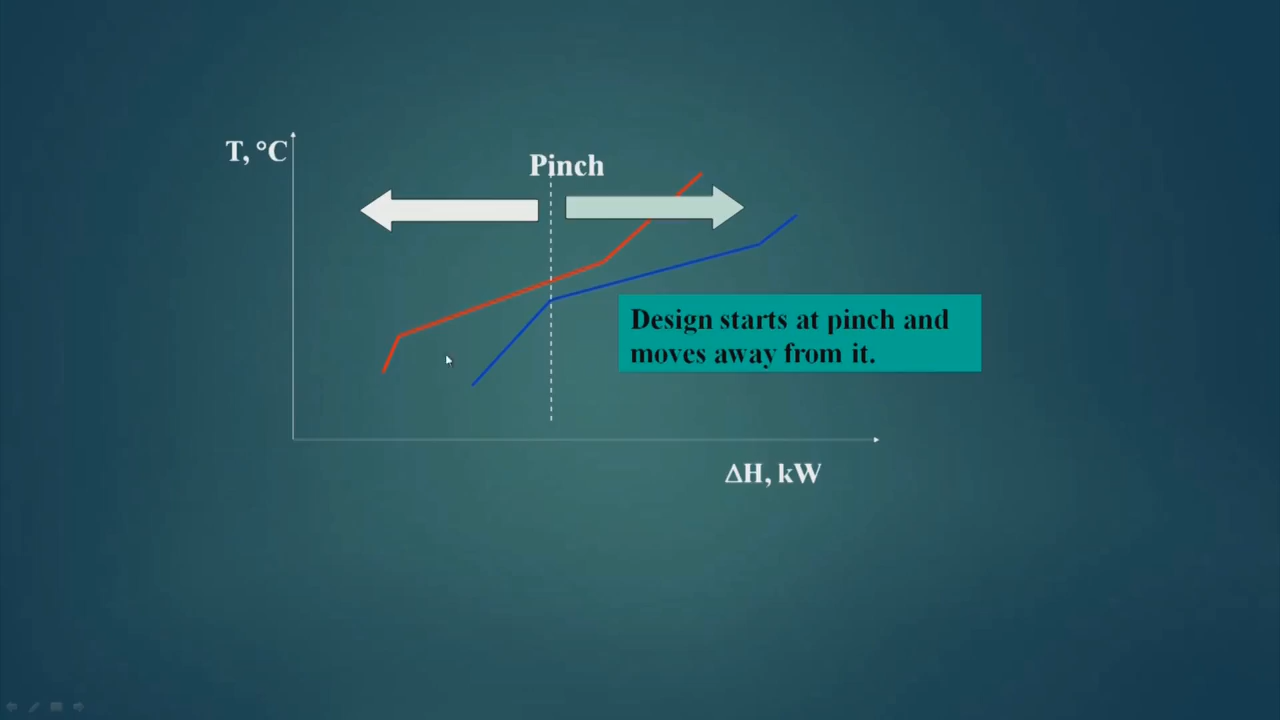 T, °C
Pinch
Design starts at pinch and
moves away from it.
ΔH, kW